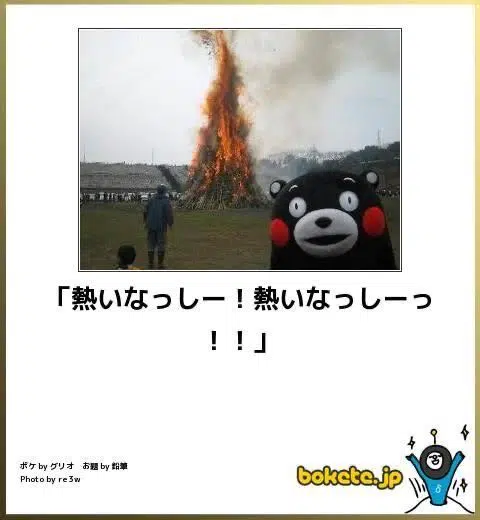 「熱いなっしー！熱いなっしーっ
！！」
ボケ by グリオ　お題 by 鉛筆
Photo by re3w
bokete.jp